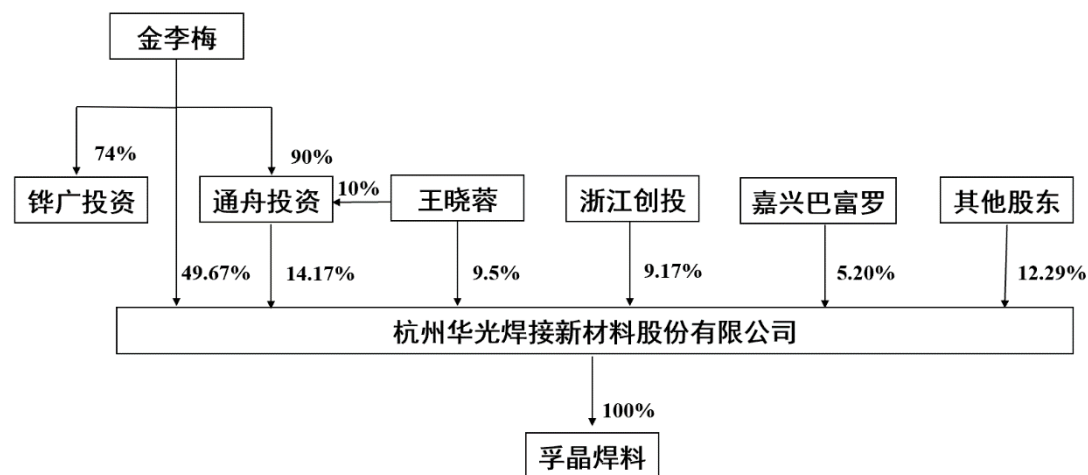 金李梅
74%
90%
铧广投资
通舟投资
10%
王晓蓉
浙江创投
嘉兴巴富罗
其他股东
49.67%
14.17%
9.5%
9.17%
5.20%
12.29%
杭州华光焊接新材料股份有限公司
100%
孚晶焊料